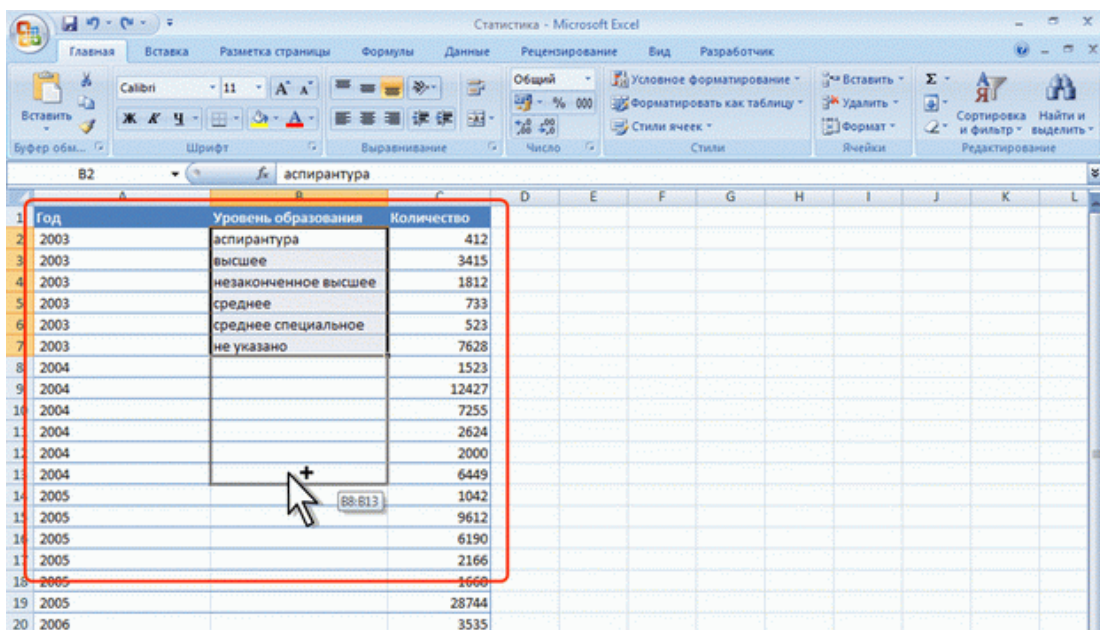 Статистика - Microsoft Excel
Главная Вставка Разметка страницы Формулы Данные Рецензирование Вид Разработчик
Вставить
Calibri 11
Ж К Ч
Общий
% 000
Условное форматирование
Форматировать как таблицу
Стили ячеек
Вставить
Удалить
Формат
Σ
Сортировка и фильтр
Найти и выделить
Буфер обм... Шрифт Выравнивание Число Стили Ячейки Редактирование
B2 fx аспирантура
A B C D E F G H I J K L
1 Год Уровень образования Количество
2 2003 аспирантура 412
3 2003 высшее 3415
4 2003 незаконченное высшее 1812
5 2003 среднее 733
6 2003 среднее специальное 523
7 2003 не указано 7628
8 2004 1523
9 2004 12427
10 2004 7255
11 2004 2624
12 2004 2000
13 2004 6449
B8:B13
14 2005 1042
15 2005 9612
16 2005 6190
17 2005 2166
18 2005 1660
19 2005 28744
20 2006 3535